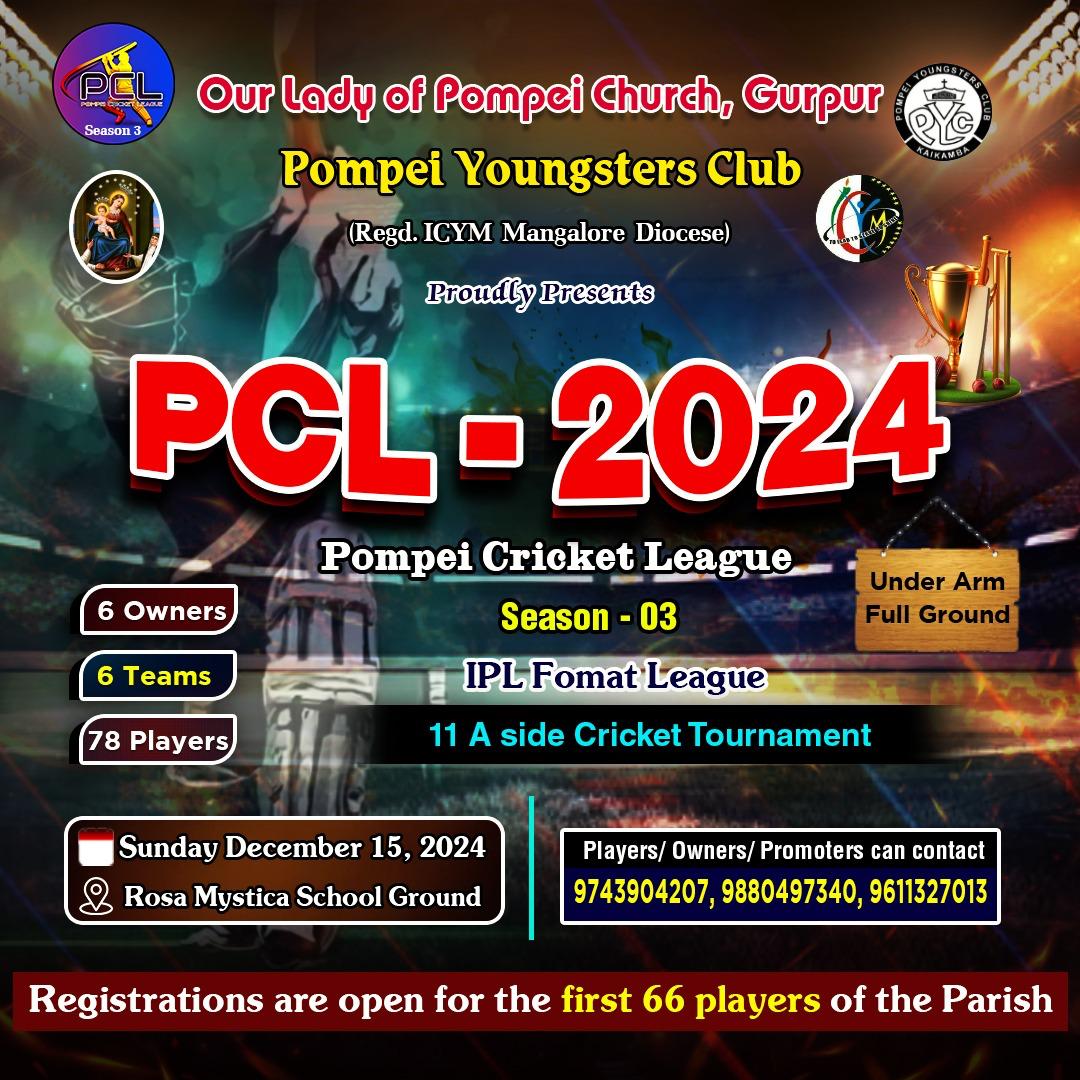 PCL
POMPEI CRICKET LEAGUE
Season 3
Our Lady of Pompei Church, Gurpur
POMPEI YOUNGSTERS CLUB
PYC
KAIKAMBA
Pompei Youngsters Club
(Regd. ICYM Mangalore Diocese)
Proudly Presents
PCL - 2024
Pompei Cricket League
Under Arm
Full Ground
6 Owners
Season - 03
6 Teams
IPL Fomat League
78 Players
11 A side Cricket Tournament
Sunday December 15, 2024
Rosa Mystica School Ground
Players/ Owners/ Promoters can contact
9743904207, 9880497340, 9611327013
Registrations are open for the first 66 players of the Parish